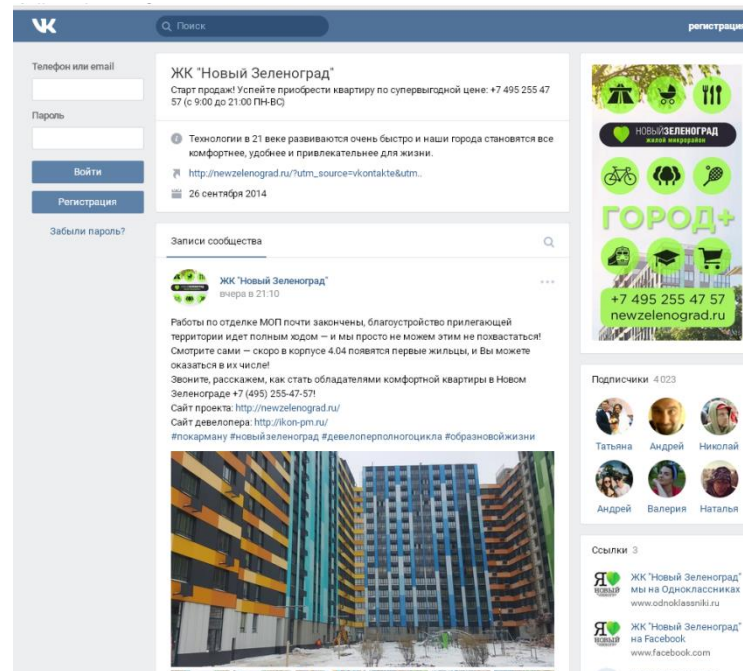 Поиск
регистрация
Телефон или email
Пароль
Войти
Регистрация
Забыли пароль?
ЖК "Новый Зеленоград"
Старт продаж! Успейте приобрести квартиру по супервыгодной цене: +7 495 255 47
57 (с 9:00 до 21:00 ПН-ВС)
Технологии в 21 веке развиваются очень быстро и наши города становятся все
комфортнее, удобнее и привлекательнее для жизни.
http://newzelenograd.ru/?utm_source=vkontakte&utm..
26 сентября 2014
Записи сообщества
ЖК "Новый Зеленоград"
вчера в 21:10
Работы по отделке МОП почти закончены, благоустройство прилегающей
территории идет полным ходом — и мы просто не можем этим не похвастаться!
Смотрите сами — скоро в корпусе 4.04 появятся первые жильцы, и Вы можете
оказаться в их числе!
Звоните, расскажем, как стать обладателями комфортной квартиры в Новом
Зеленограде +7 (495) 255-47-57!
Сайт проекта: http://newzelenograd.ru/
Сайт девелопера: http://ikon-pm.ru/
#покарману #новыйзеленоград #девелоперполногоцикла #образновойжизни
НОВЫЙЗЕЛЕНОГРАД
жилой микрорайон
ГОРОД+
+7 495 255 47 57
newzelenograd.ru
Подписчики 4 023
Татьяна Андрей Николай
Андрей Валерия Наталья
Ссылки 3
ЖК "Новый Зеленоград"
мы на Одноклассниках
www.odnoklassniki.ru
ЖК "Новый Зеленоград"
на Facebook
www.facebook.com